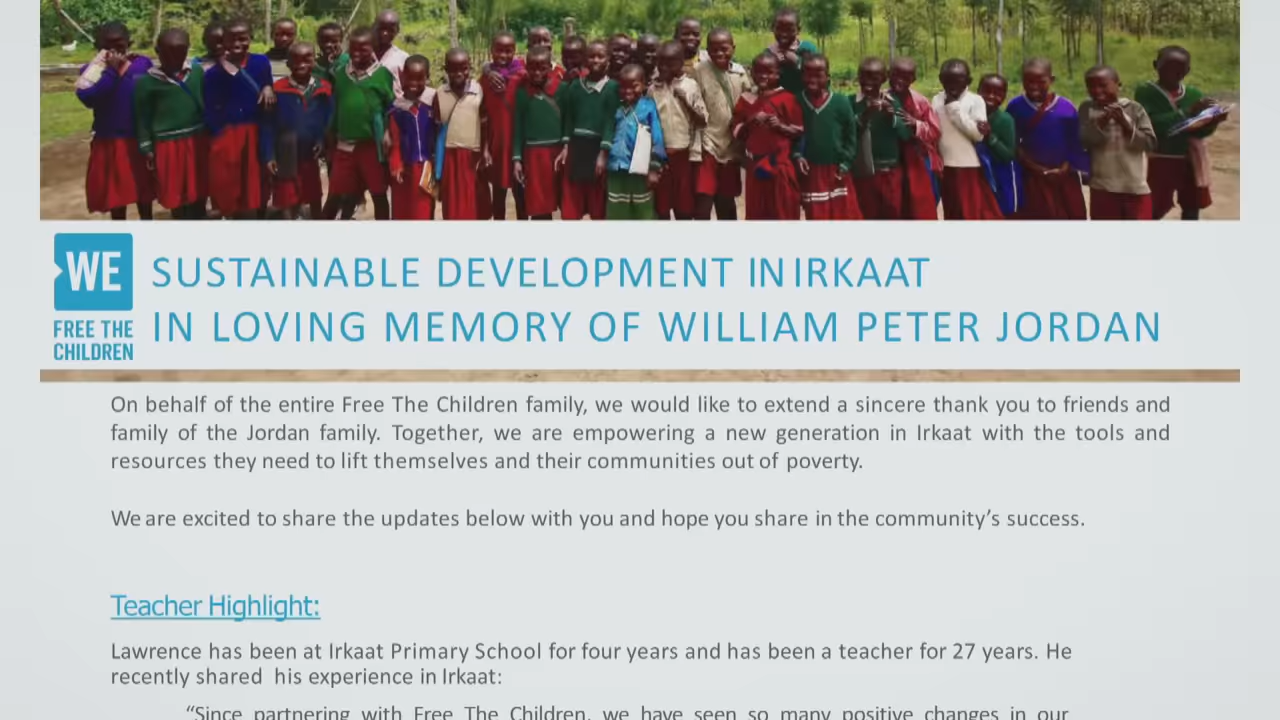 WE
FREE THE
CHILDREN
SUSTAINABLE DEVELOPMENT IN IRKAAT
IN LOVING MEMORY OF WILLIAM PETER JORDAN
On behalf of the entire Free The Children family, we would like to extend a sincere thank you to friends and
family of the Jordan family. Together, we are empowering a new generation in Irkaat with the tools and
resources they need to lift themselves and their communities out of poverty.
We are excited to share the updates below with you and hope you share in the community’s success.
Teacher Highlight:
Lawrence has been at Irkaat Primary School for four years and has been a teacher for 27 years. He
recently shared his experience in Irkaat:
“Since partnering with Free The Children, we have seen so many positive changes in our